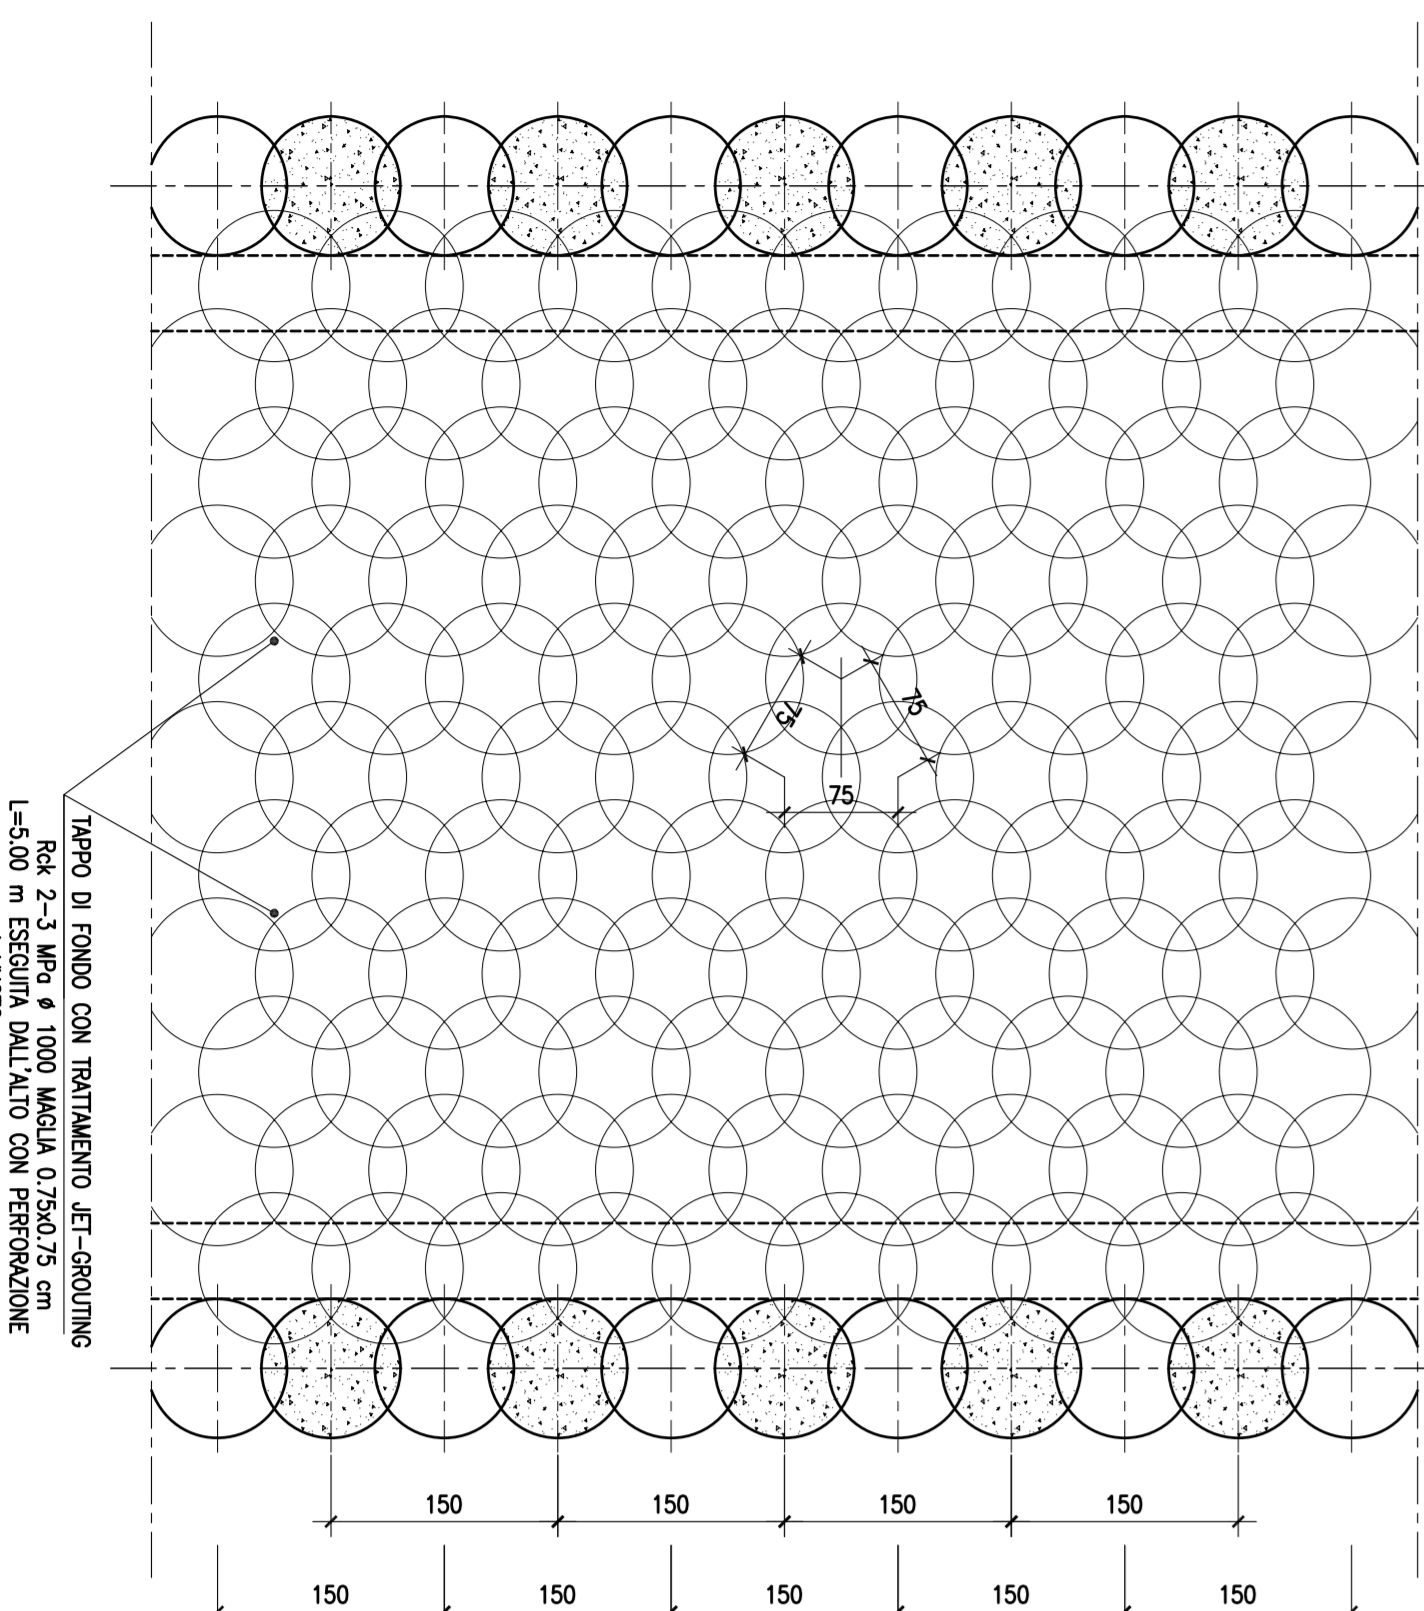 75
75
75
TAPPO DI FONDO CON TRATTAMENTO JET-GROUTING
Rck 2-3 MPa ø 1000 MAGLIA 0.75x0.75 cm
L=5.00 m ESEGUITA DALL'ALTO CON PERFORAZIONE
150 150 150 150
150 150 150 150 150